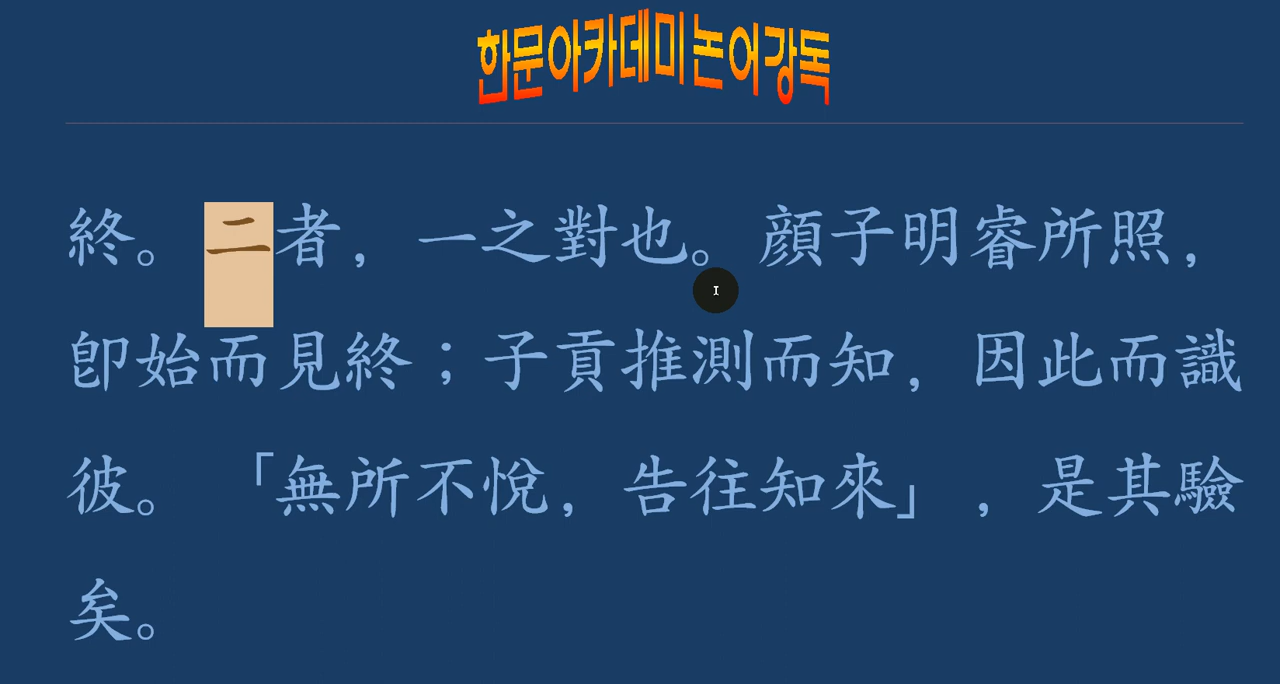 한문아카데미 논어강독
終。二者，一之對也。顔子明睿所照，
卽始而見終；子貢推測而知，因此而識
彼。「無所不悅，告往知來」，是其驗
矣。